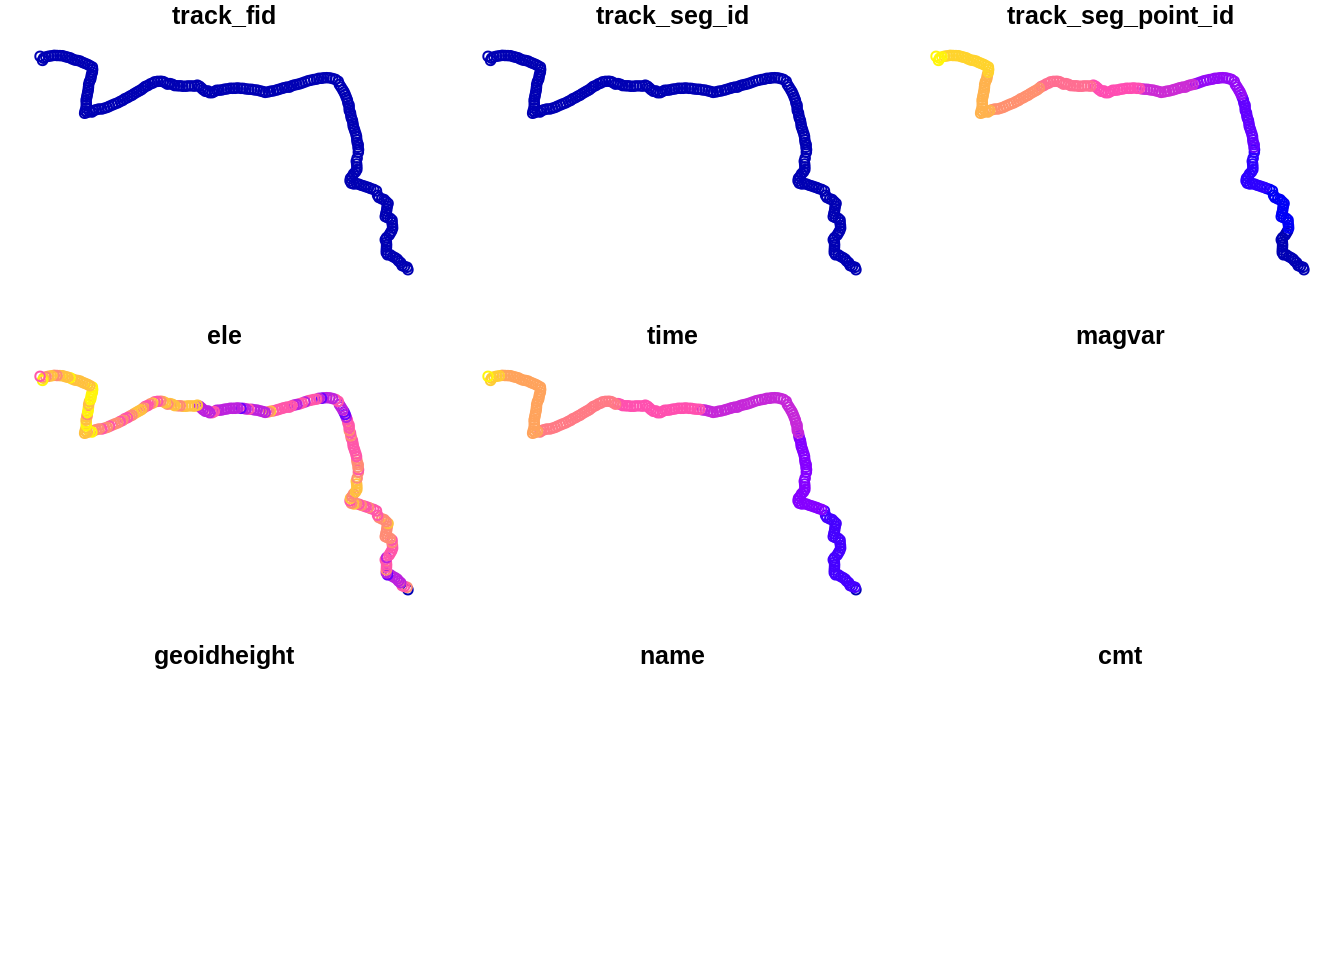 track_fid
track_seg_id
track_seg_point_id
ele
time
magvar
geoidheight
name
cmt